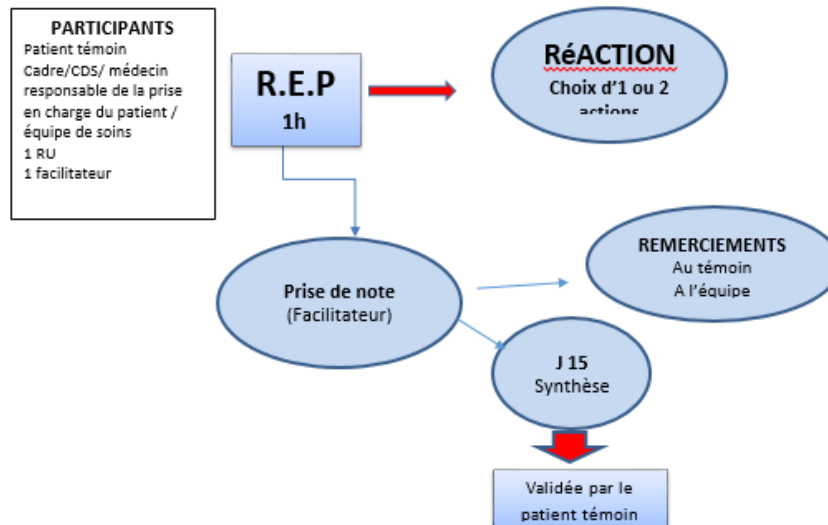 PARTICIPANTS
Patient témoin
Cadre/CDS/ médecin
responsable de la prise
en charge du patient /
équipe de soins
1 RU
1 facilitateur
R.E.P
1h
RéACTION
Choix d'1 ou 2
actions
Prise de note
(Facilitateur)
REMERCIEMENTS
Au témoin
A l'équipe
J 15
Synthèse
Validée par le
patient témoin